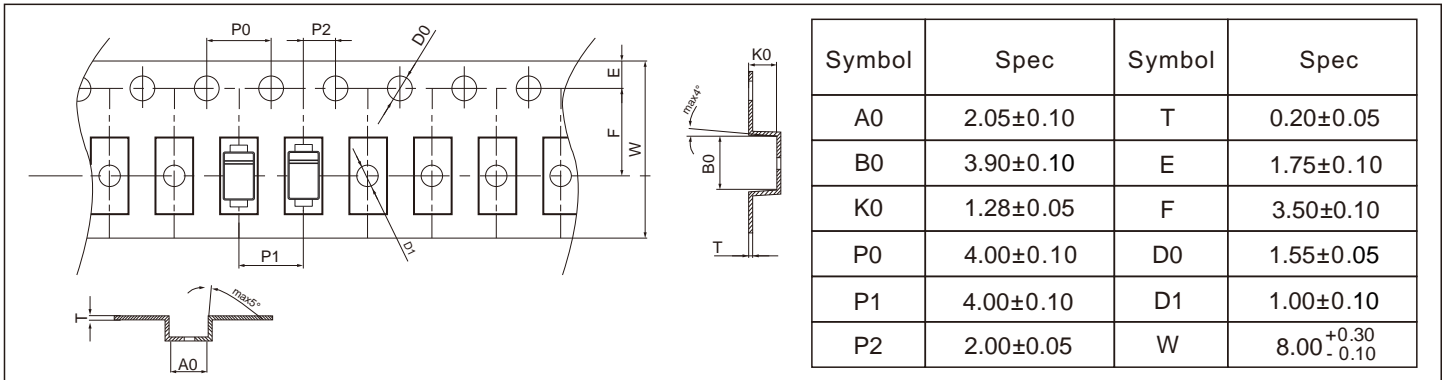 P0
P2
D0
E
F
W
D1
P1
T
max5°
A0
K0
max4°
B0
T
Symbol Spec Symbol Spec
A0 2.05±0.10 T 0.20±0.05
B0 3.90±0.10 E 1.75±0.10
K0 1.28±0.05 F 3.50±0.10
P0 4.00±0.10 D0 1.55±0.05
P1 4.00±0.10 D1 1.00±0.10
P2 2.00±0.05 W 8.00 +0.30 - 0.10